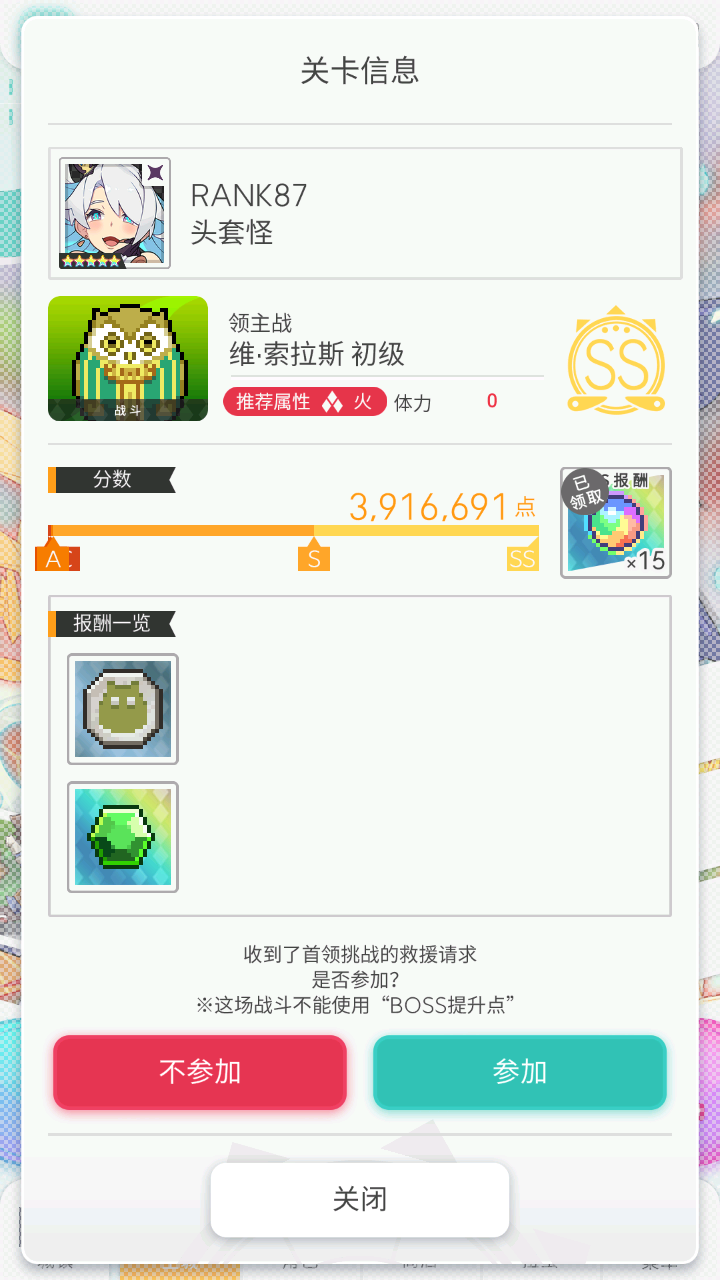 关卡信息
RANK87
头套怪
领主战
维·索拉斯 初级
战斗
推荐属性 火 体力 0
SS
分数
3,916,691点
A
S
SS
已领取
S报酬
×15
报酬一览
收到了首领挑战的救援请求
是否参加？
※这场战斗不能使用“BOSS提升点”
不参加
参加
关闭